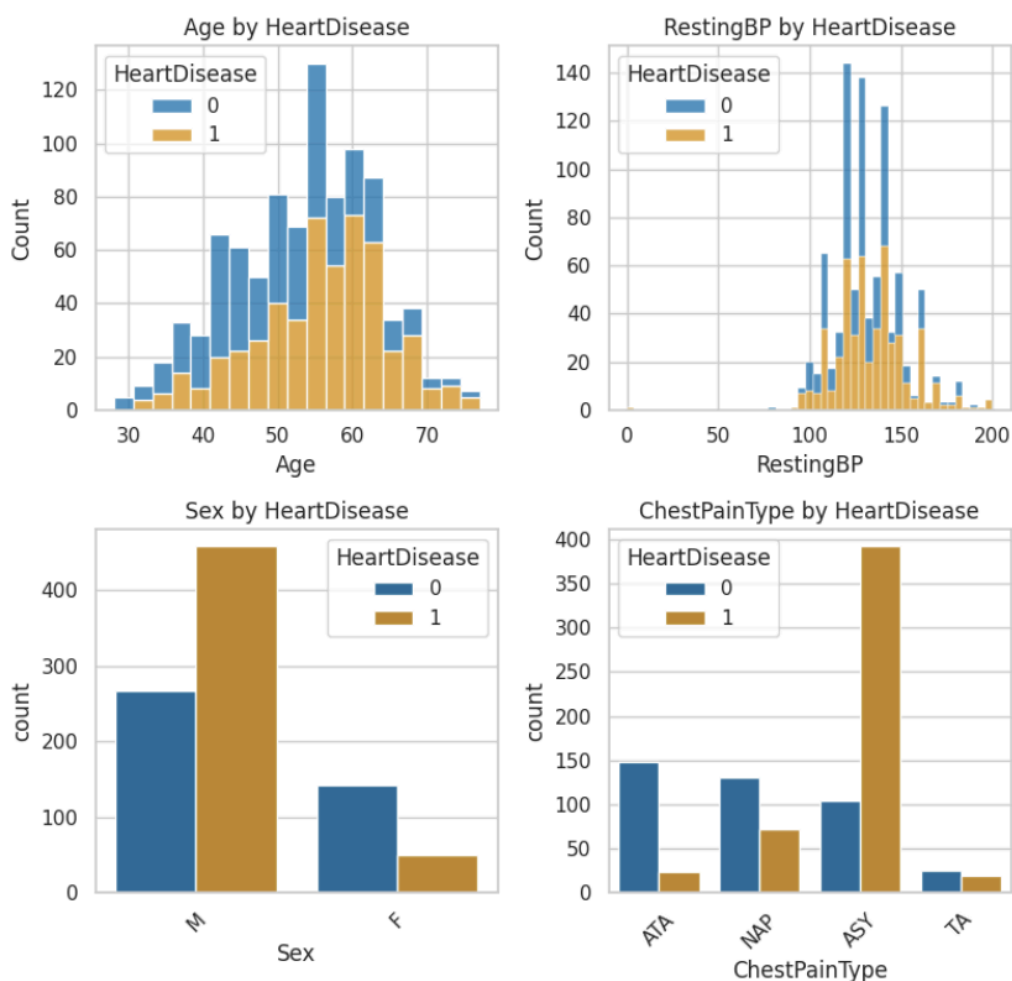 Age by HeartDisease
HeartDisease
0
1
120
100
80
60
40
20
0
Count
30 40 50 60 70
Age
RestingBP by HeartDisease
HeartDisease
0
1
140
120
100
80
60
40
20
0
Count
0 50 100 150 200
RestingBP
Sex by HeartDisease
HeartDisease
0
1
400
300
200
100
0
count
M F
Sex
ChestPainType by HeartDisease
HeartDisease
0
1
400
350
300
250
200
150
100
50
0
count
ATA NAP ASY TA
ChestPainType